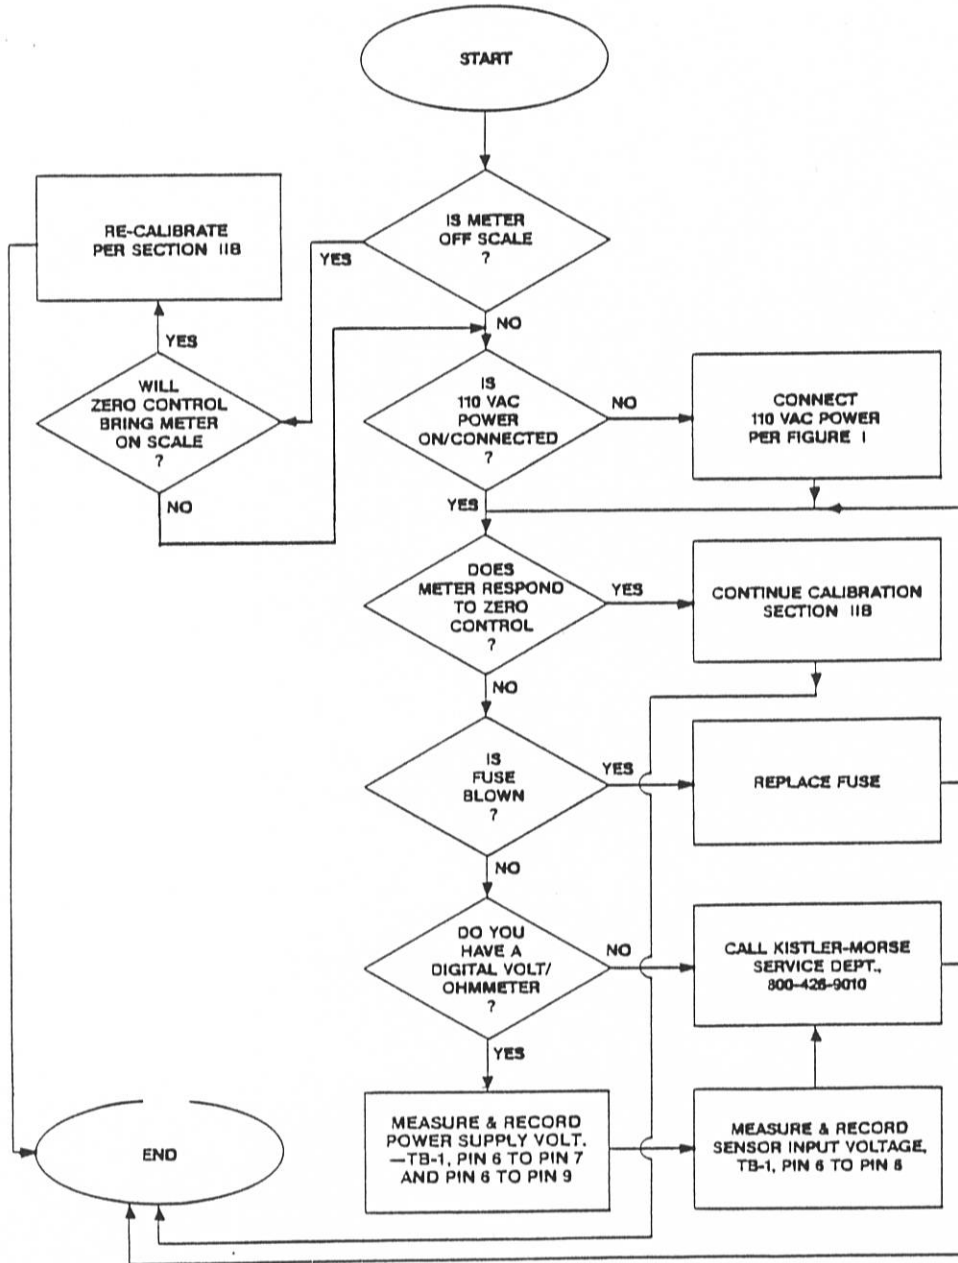 START
IS METER
OFF SCALE
?
YES
NO
RE-CALIBRATE
PER SECTION IIB
YES
WILL
ZERO CONTROL
BRING METER
ON SCALE
?
NO
IS
110 VAC
POWER
ON/CONNECTED
?
NO
CONNECT
110 VAC POWER
PER FIGURE I
YES
DOES
METER RESPOND
TO ZERO
CONTROL
?
YES
CONTINUE CALIBRATION
SECTION IIB
NO
IS
FUSE
BLOWN
?
YES
REPLACE FUSE
NO
DO YOU
HAVE A
DIGITAL VOLT/
OHMMETER
?
NO
CALL KISTLER-MORSE
SERVICE DEPT.,
800-426-9010
YES
MEASURE & RECORD
POWER SUPPLY VOLT.
—TB-1, PIN 6 TO PIN 7
AND PIN 6 TO PIN 9
MEASURE & RECORD
SENSOR INPUT VOLTAGE,
TB-1, PIN 6 TO PIN 8
END